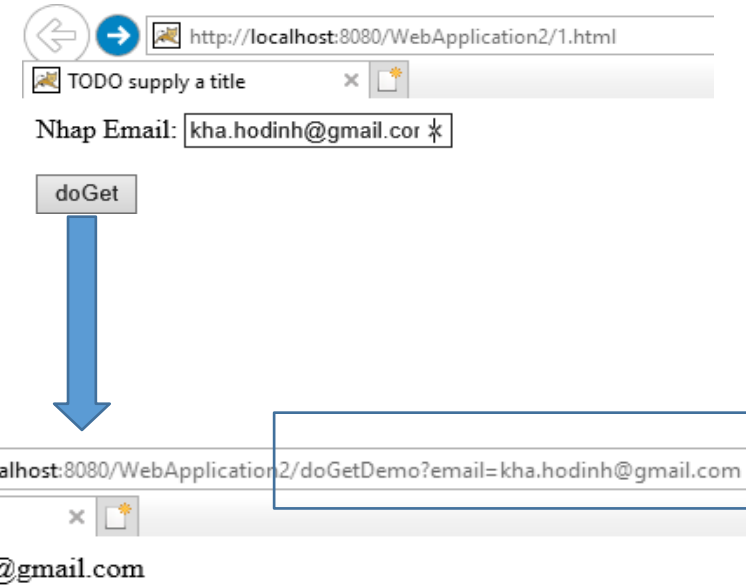 http://localhost:8080/WebApplication2/1.html
TODO supply a title
Nhap Email: kha.hodinh@gmail.cor
doGet
alhost:8080/WebApplication2/doGetDemo?email=kha.hodinh@gmail.com
@gmail.com